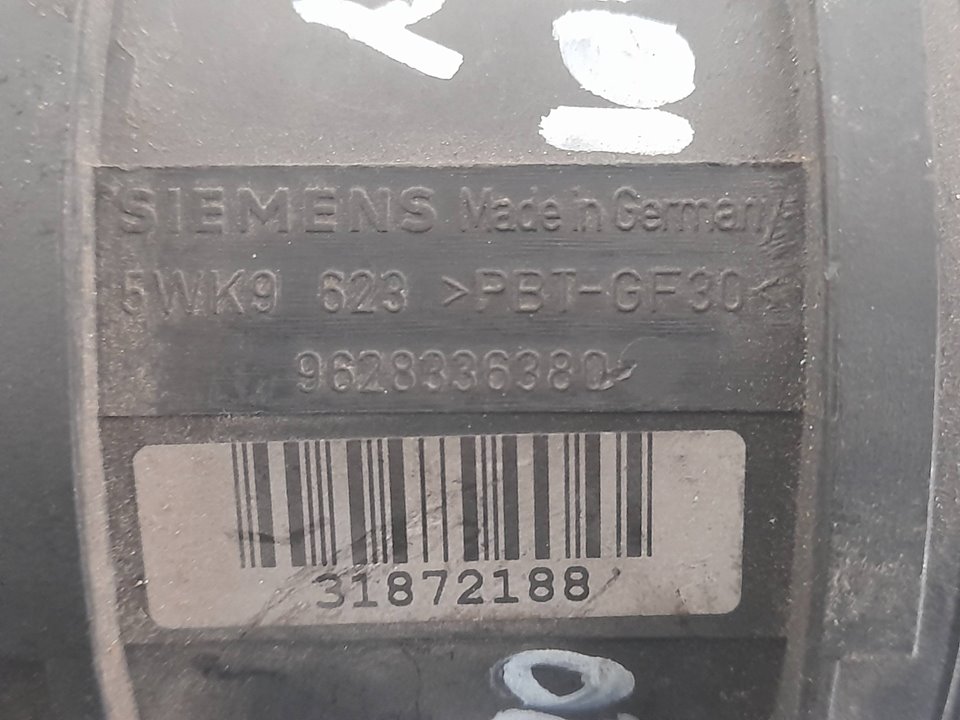 SIEMENS Made in Germany
5WK9 623 >PBT-GF30<
9628336380
31872188